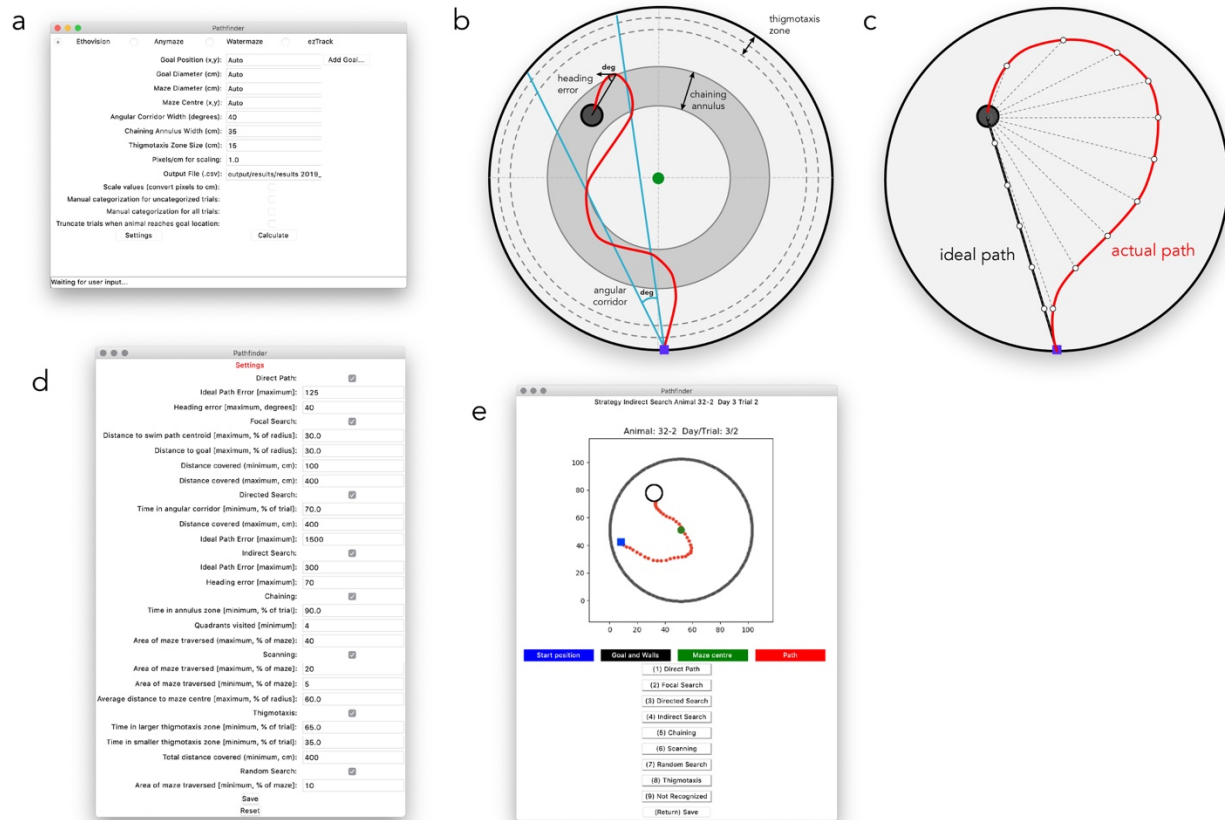 a
Pathfinder
Ethovision Anymaze Watermaze ezTrack
Goal Position (x,y): Auto Add Goal...
Goal Diameter (cm): Auto
Maze Diameter (cm): Auto
Maze Centre (x,y): Auto
Angular Corridor Width (degrees): 40
Chaining Annulus Width (cm): 35
Thigmotaxis Zone Size (cm): 15
Pixels/cm for scaling: 1.0
Output File (.csv): output/results/results 2019_
Scale values (convert pixels to cm):
Manual categorization for uncategorized trials:
Manual categorization for all trials:
Truncate trials when animal reaches goal location:
Settings Calculate
Waiting for user input...
b
thigmotaxis
zone
deg
heading
error
chaining
annulus
angular
corridor
deg
c
ideal path
actual path
d
Pathfinder
Settings
Direct Path:
Ideal Path Error [maximum]: 125
Heading error [maximum, degrees]: 40
Focal Search:
Distance to swim path centroid [maximum, % of radius]: 30.0
Distance to goal [maximum, % of radius]: 30.0
Distance covered (minimum, cm): 100
Distance covered (maximum, cm): 400
Directed Search:
Time in angular corridor [minimum, % of trial]: 70.0
Distance covered (maximum, cm): 400
Ideal Path Error [maximum]: 1500
Indirect Search:
Ideal Path Error [maximum]: 300
Heading error [maximum]: 70
Chaining:
Time in annulus zone [minimum, % of trial]: 90.0
Quadrants visited [minimum]: 4
Area of maze traversed (maximum, % of maze): 40
Scanning:
Area of maze traversed [maximum, % of maze]: 20
Area of maze traversed [minimum, % of maze]: 5
Average distance to maze centre (maximum, % of radius]: 60.0
Thigmotaxis:
Time in larger thigmotaxis zone [minimum, % of trial]: 65.0
Time in smaller thigmotaxis zone [minimum, % of trial]: 35.0
Total distance covered (minimum, cm): 400
Random Search:
Area of maze traversed [minimum, % of maze]: 10
Save
Reset
e
Pathfinder
Strategy Indirect Search Animal 32-2 Day 3 Trial 2
Animal: 32-2 Day/Trial: 3/2
100
80
60
40
20
0
0 20 40 60 80 100
Start position Goal and Walls Maze centre Path
(1) Direct Path
(2) Focal Search
(3) Directed Search
(4) Indirect Search
(5) Chaining
(6) Scanning
(7) Random Search
(8) Thigmotaxis
(9) Not Recognized
(Return) Save